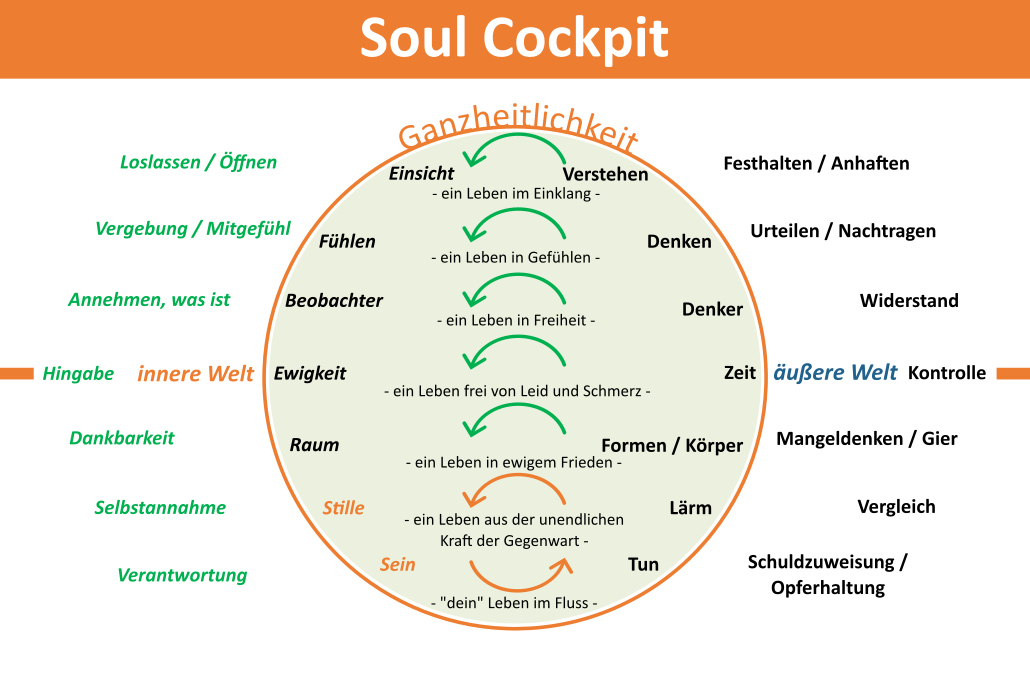 Soul Cockpit
Ganzheitlichkeit
Loslassen / Öffnen
Einsicht
Verstehen
Festhalten / Anhaften
- ein Leben im Einklang -
Vergebung / Mitgefühl
Fühlen
Denken
Urteilen / Nachtragen
- ein Leben in Gefühlen -
Annehmen, was ist
Beobachter
Denker
Widerstand
- ein Leben in Freiheit -
Hingabe
innere Welt
Ewigkeit
Zeit
äußere Welt
Kontrolle
- ein Leben frei von Leid und Schmerz -
Dankbarkeit
Raum
Formen / Körper
Mangeldenken / Gier
- ein Leben in ewigem Frieden -
Selbstannahme
Stille
Lärm
Vergleich
- ein Leben aus der unendlichen
Kraft der Gegenwart -
Verantwortung
Sein
Tun
Schuldzuweisung /
Opferhaltung
- "dein" Leben im Fluss -